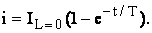 i = I_{L=0}(1 - e^{-t/T}).